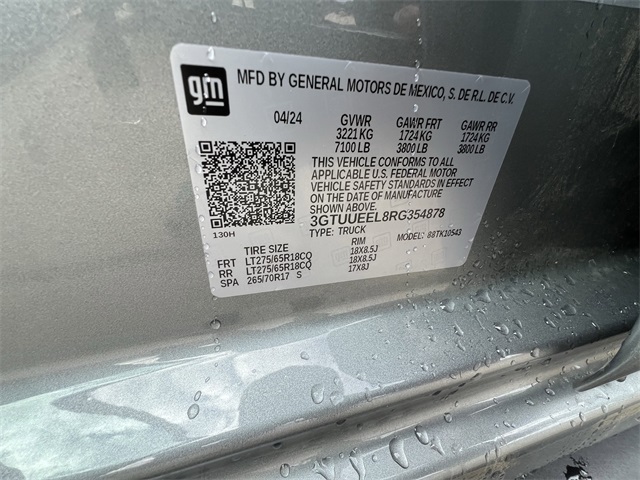 gm
MFD BY GENERAL MOTORS DE MEXICO, S. DE R.L. DE C.V.
04/24 GVWR GAWR FRT GAWR RR
3221 KG 1724 KG 1724 KG
7100 LB 3800 LB 3800 LB
THIS VEHICLE CONFORMS TO ALL
APPLICABLE U.S. FEDERAL MOTOR
VEHICLE SAFETY STANDARDS IN EFFECT
ON THE DATE OF MANUFACTURE
SHOWN ABOVE.
3GTUUEEL8RG354878
130H TYPE: TRUCK MODEL: 88TK10543
TIRE SIZE RIM
FRT LT275/65R18CQ 18X8.5J
RR LT275/65R18CQ 18X8.5J
SPA 265/70R17 S 17X8J